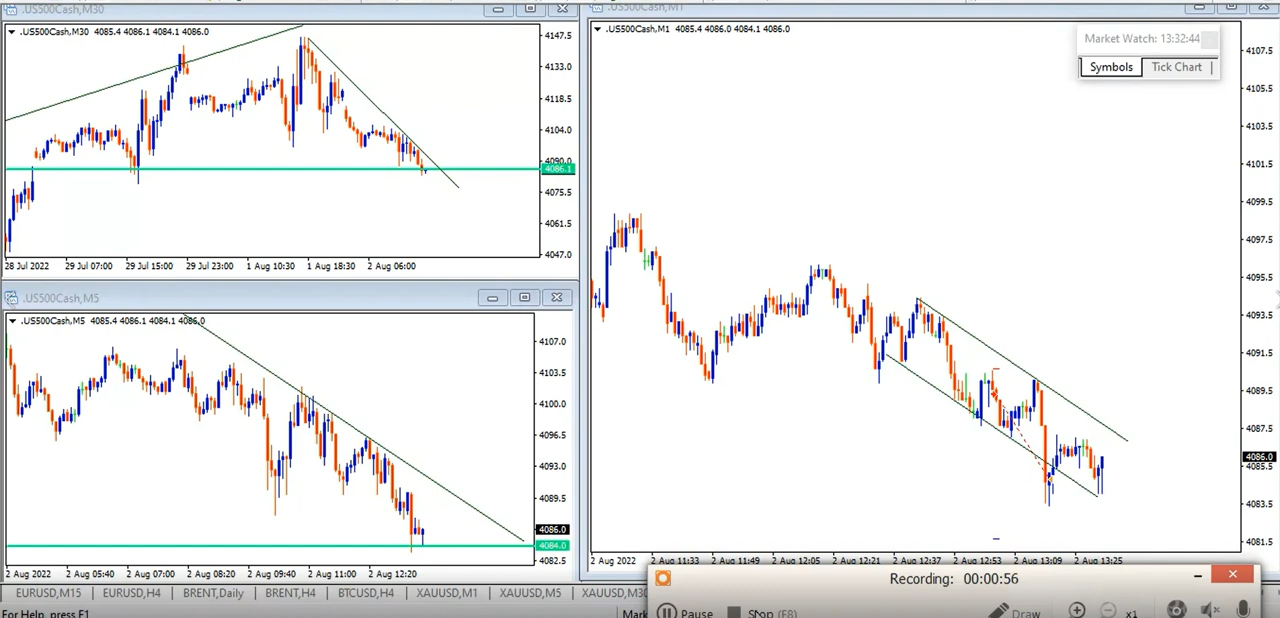 .US500Cash,M30
▼ .US500Cash,M30 4085.4 4086.1 4084.1 4086.0
4147.5
4133.0
4118.5
4104.0
4090.0
4086.1
4075.5
4061.5
4047.0
28 Jul 2022 29 Jul 07:00 29 Jul 15:00 29 Jul 23:00 1 Aug 10:30 1 Aug 18:30 2 Aug 06:00
.US500Cash,M5
▼ .US500Cash,M5 4085.4 4086.1 4084.1 4086.0
4107.0
4103.5
4100.0
4096.5
4093.0
4089.5
4086.0
4084.0
4082.5
2 Aug 2022 2 Aug 05:40 2 Aug 07:00 2 Aug 08:20 2 Aug 09:40 2 Aug 11:00 2 Aug 12:20
.US500Cash,M1
▼ .US500Cash,M1 4085.4 4086.0 4084.1 4086.0
Market Watch: 13:32:44
Symbols Tick Chart |
4107.5
4105.5
4103.5
4101.5
4099.5
4097.5
4095.5
4093.5
4091.5
4089.5
4087.5
4086.0
4085.5
4083.5
4081.5
2 Aug 2022 2 Aug 11:33 2 Aug 11:49 2 Aug 12:05 2 Aug 12:21 2 Aug 12:37 2 Aug 12:53 2 Aug 13:09 2 Aug 13:25
EURUSD,M15 | EURUSD,H4 | BRENT,Daily | BRENT,H4 | BTCUSD,H4 | XAUUSD,M1 | XAUUSD,M5 | XAUUSD,M30
For Help, press F1
Mark
Recording: 00:00:56
Pause Stop (F8) Draw x1